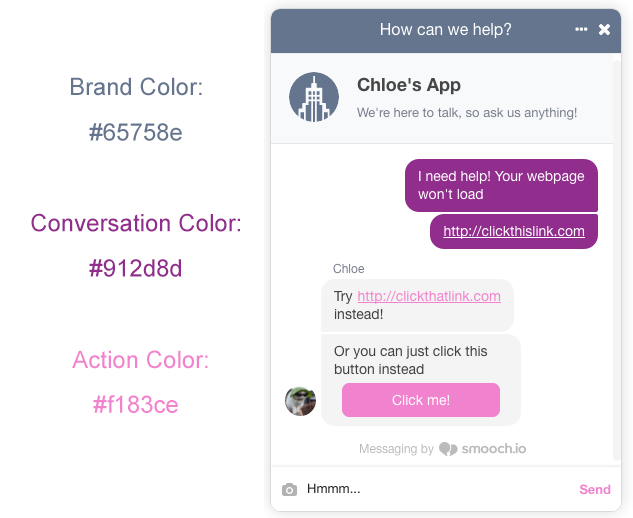 Brand Color:
#65758e
Conversation Color:
#912d8d
Action Color:
#f183ce
How can we help?
Chloe's App
We're here to talk, so ask us anything!
I need help! Your webpage
won't load
http://clickthislink.com
Chloe
Try http://clickthatlink.com
instead!
Or you can just click this
button instead
Click me!
Messaging by smooch.io
Hmmm... Send